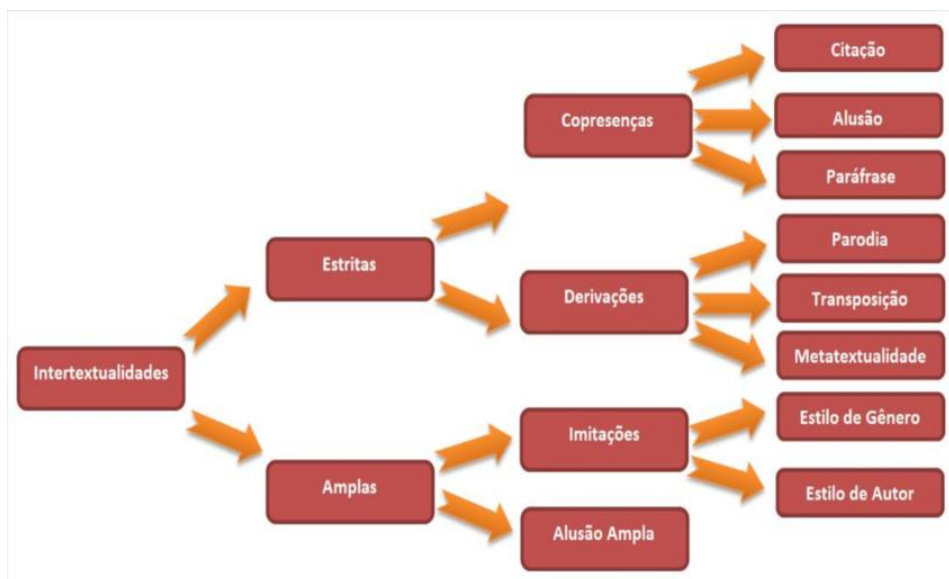 Citação
Copresenças
Alusão
Paráfrase
Parodia
Estritas
Derivações
Transposição
Intertextualidades
Metatextualidade
Estilo de Gênero
Imitações
Amplas
Estilo de Autor
Alusão Ampla